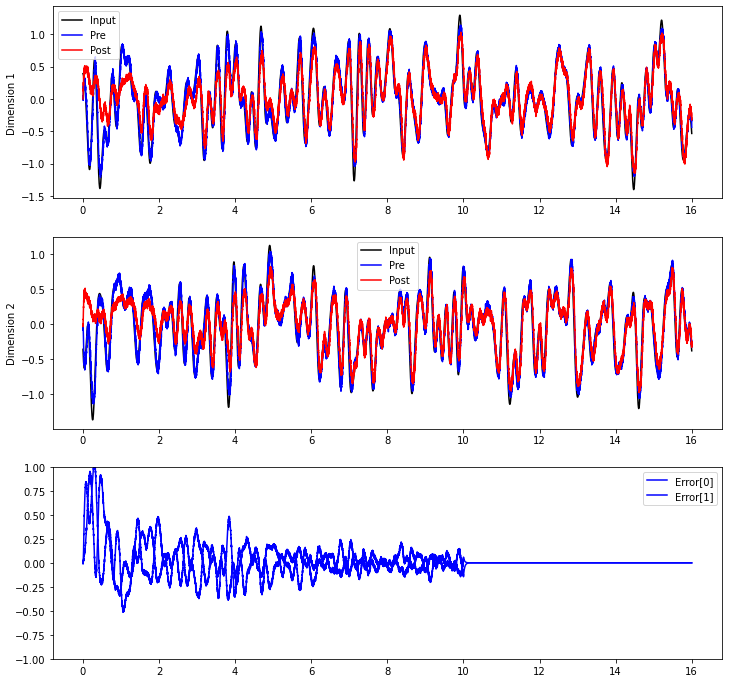 Input
Pre
Post
Dimension 1
1.0
0.5
0.0
−0.5
−1.0
−1.5
0 2 4 6 8 10 12 14 16
Input
Pre
Post
Dimension 2
1.0
0.5
0.0
−0.5
−1.0
0 2 4 6 8 10 12 14 16
Error[0]
Error[1]
1.00
0.75
0.50
0.25
0.00
−0.25
−0.50
−0.75
−1.00
0 2 4 6 8 10 12 14 16